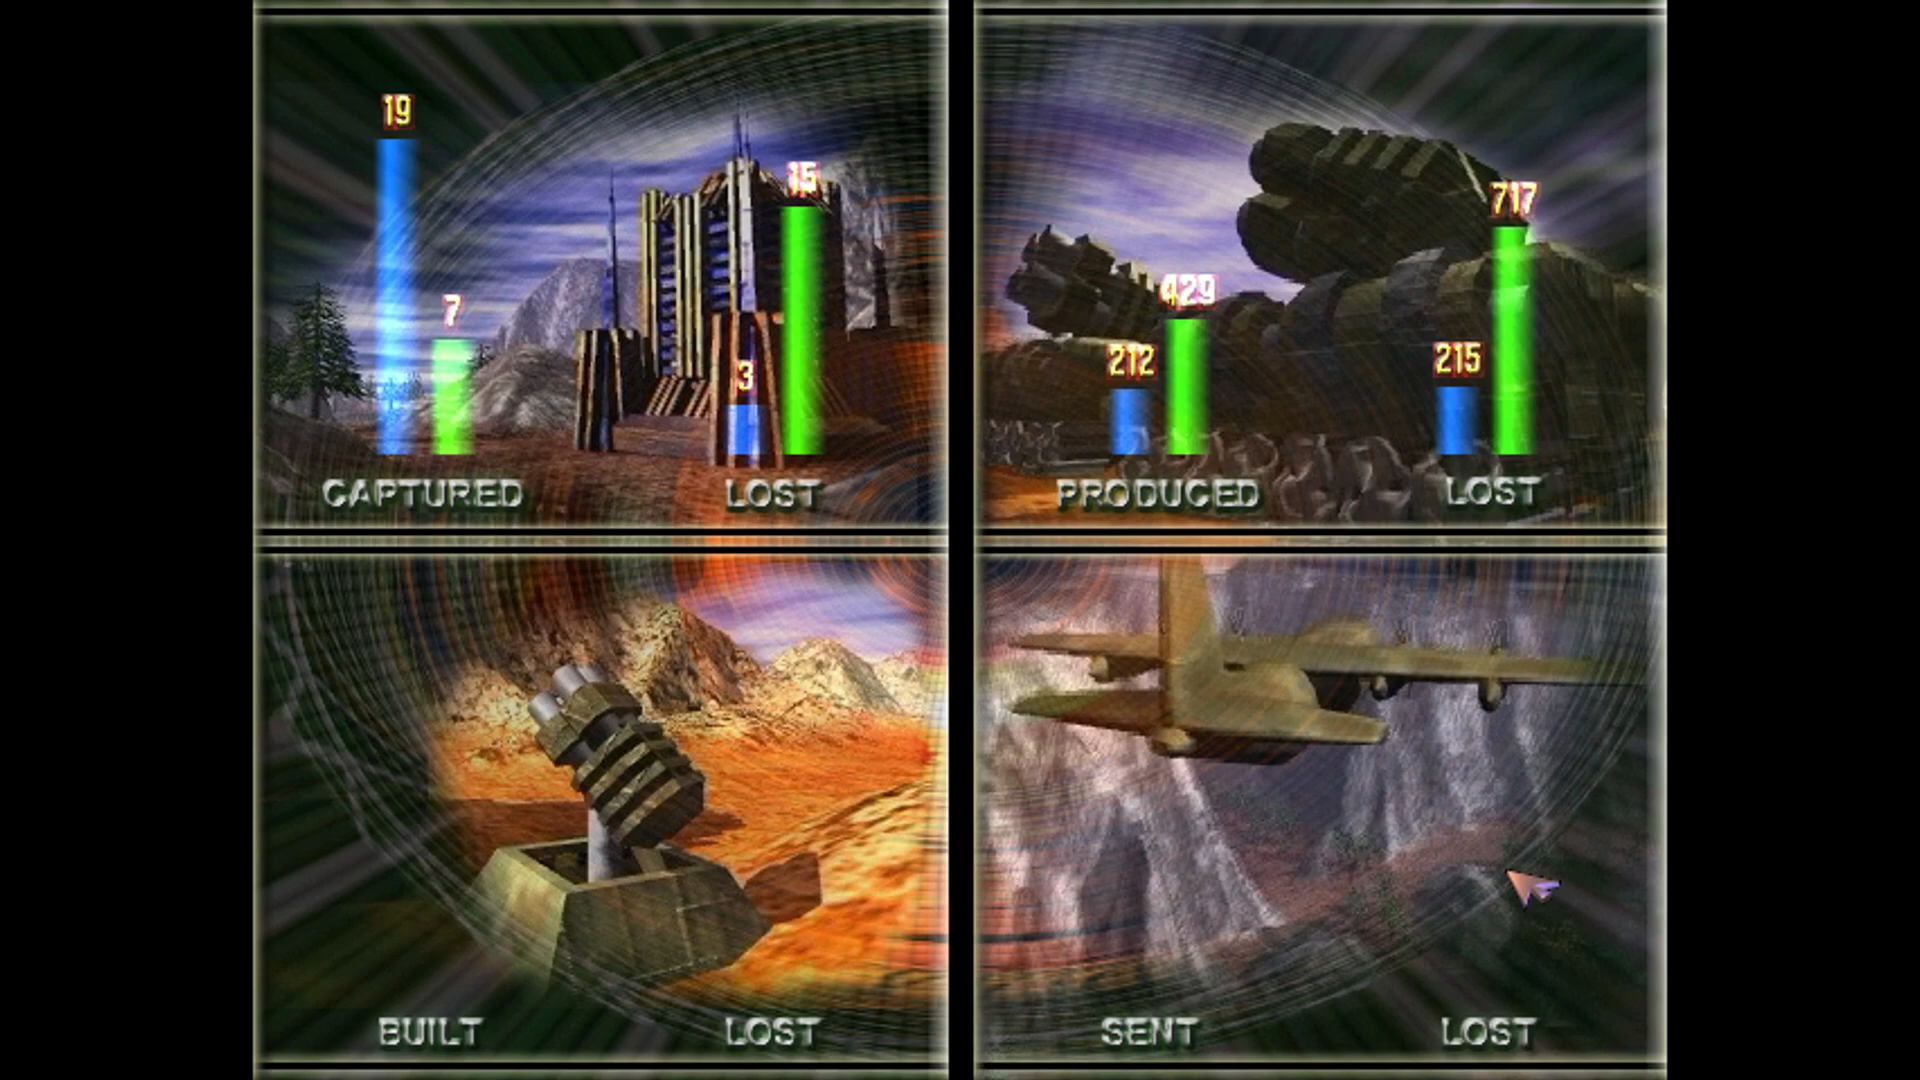 19
7
3
15
CAPTURED LOST
429
717
212
215
PRODUCED LOST
BUILT LOST
SENT LOST